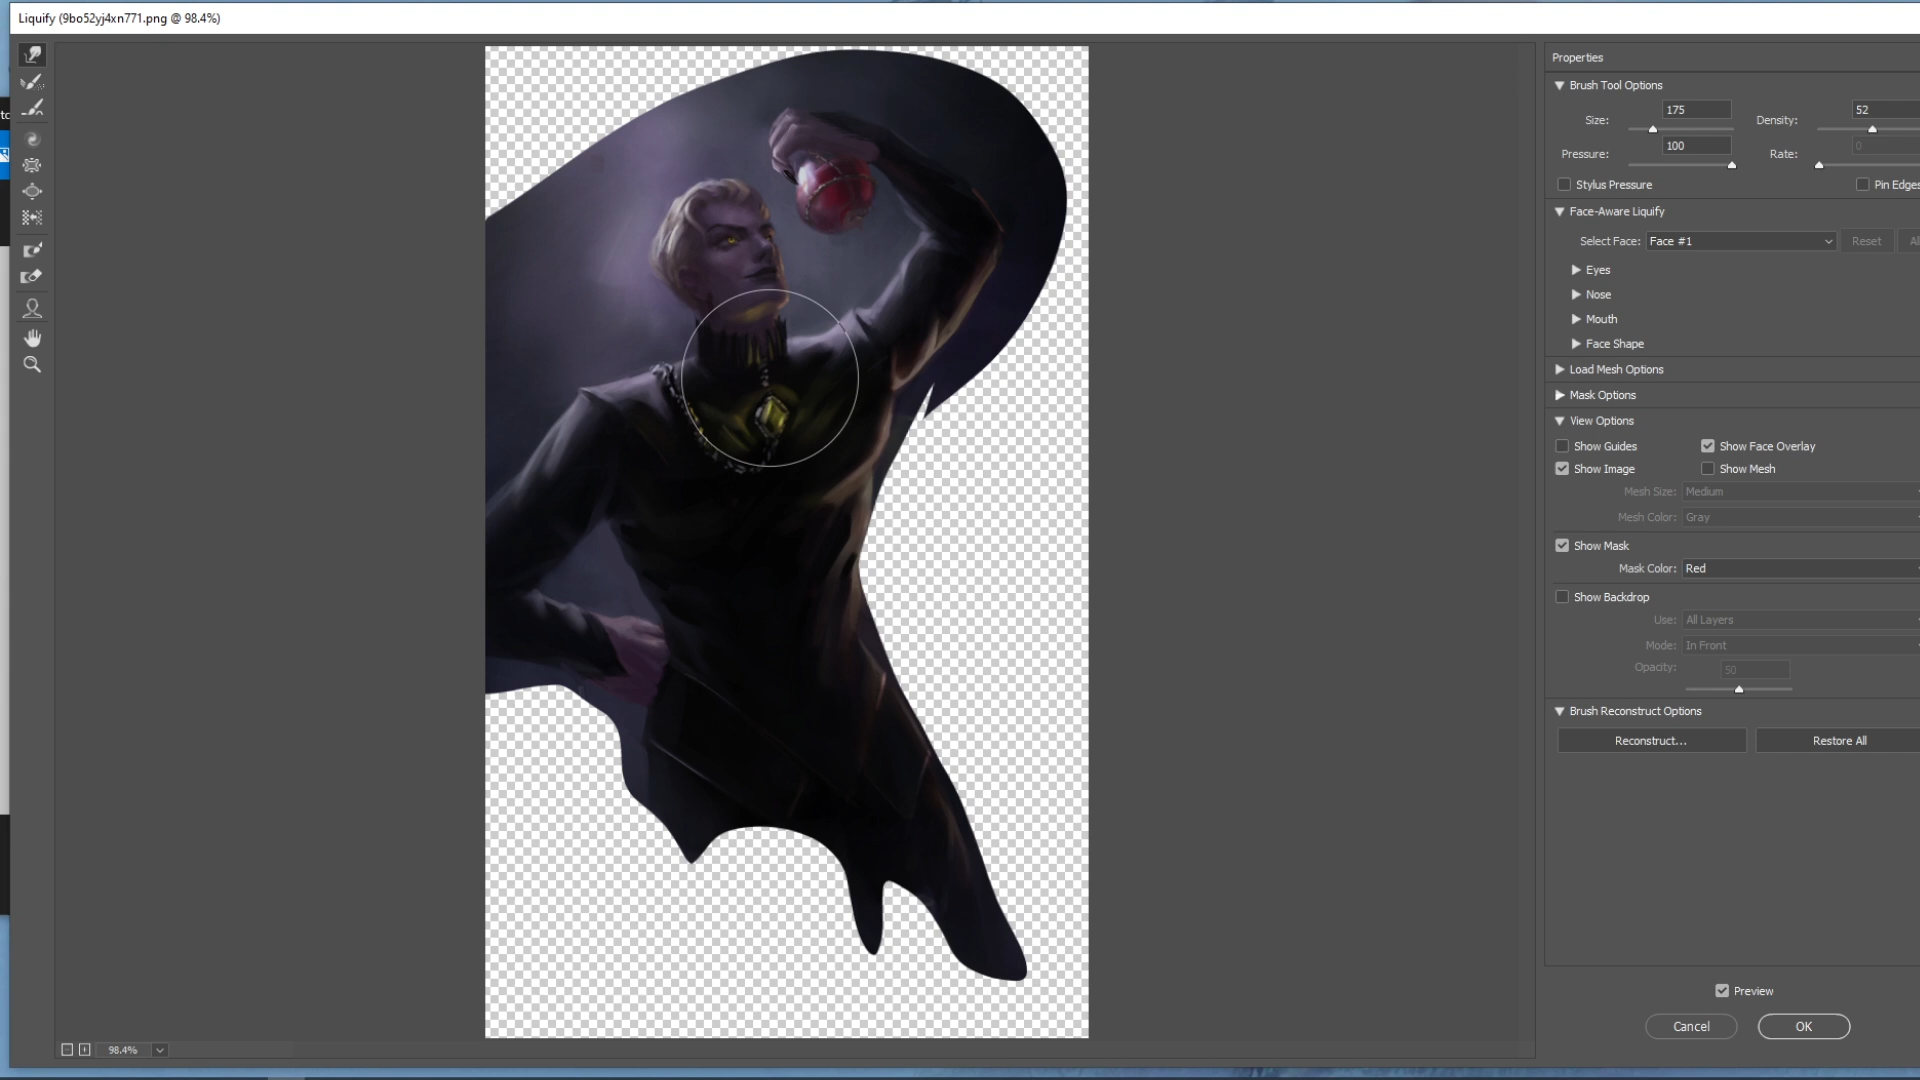 Liquify (9bo52yj4xn771.png @ 98.4%)
Properties
Brush Tool Options
Size: 175 Density: 52
Pressure: 100 Rate: 0
Stylus Pressure Pin Edges
Face-Aware Liquify
Select Face: Face #1 Reset Al
Eyes
Nose
Mouth
Face Shape
Load Mesh Options
Mask Options
View Options
Show Guides Show Face Overlay
Show Image Show Mesh
Mesh Size: Medium
Mesh Color: Gray
Show Mask
Mask Color: Red
Show Backdrop
Use: All Layers
Mode: In Front
Opacity: 50
Brush Reconstruct Options
Reconstruct... Restore All
Preview
Cancel OK
98.4%